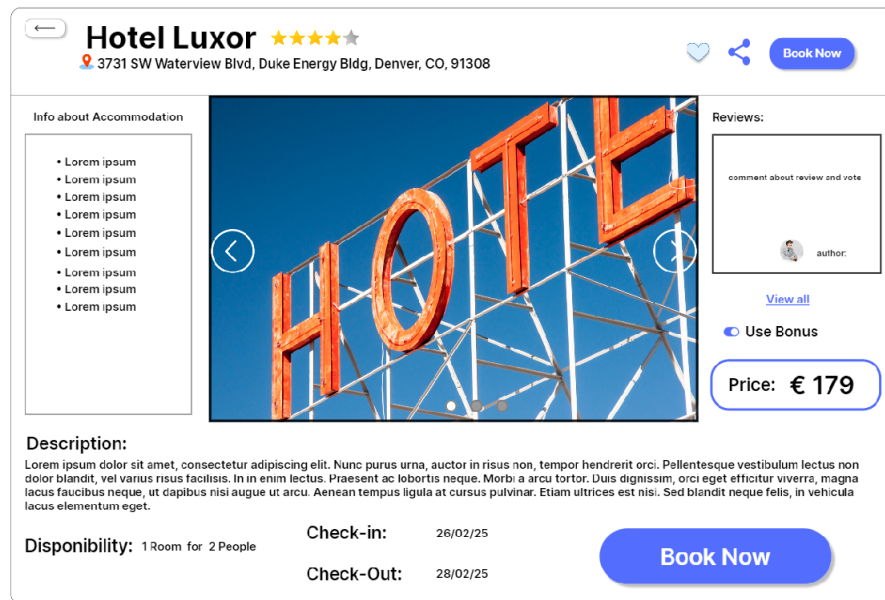 Hotel Luxor
3731 SW Waterview Blvd, Duke Energy Bldg, Denver, CO, 91308
Book Now
Info about Accommodation
• Lorem ipsum
• Lorem ipsum
• Lorem ipsum
• Lorem ipsum
• Lorem ipsum
• Lorem ipsum
• Lorem ipsum
• Lorem ipsum
• Lorem ipsum
HOTE
Reviews:
comment about review and vote
author:
View all
Use Bonus
Price: € 179
Description:
Lorem ipsum dolor sit amet, consectetur adipiscing elit. Nunc purus urna, auctor in risus non, tempor hendrerit orci. Pellentesque vestibulum lectus non
dolor blandit, vel varius risus facilisis. In in enim lectus. Praesent ac lobortis neque. Morbi a arcu tortor. Duis dignissim, orci eget efficitur viverra, magna
lacus faucibus neque, ut dapibus nisi augue ut arcu. Aenean tempus ligula at cursus pulvinar. Etiam ultrices est nisi. Sed blandit neque felis, in vehicula
lacus elementum eget.
Disponibility: 1 Room for 2 People
Check-in: 26/02/25
Check-Out: 28/02/25
Book Now